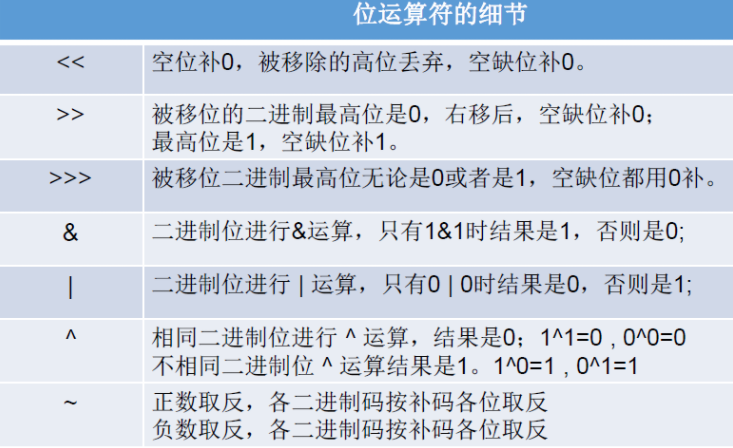 位运算符的细节
<< 空位补0，被移除的高位丢弃，空缺位补0。
>> 被移位的二进制最高位是0，右移后，空缺位补0；
最高位是1，空缺位补1。
>>> 被移位二进制最高位无论是0或者是1，空缺位都用0补。
& 二进制位进行&运算，只有1&1时结果是1，否则是0;
| 二进制位进行 | 运算，只有0 | 0时结果是0，否则是1;
^ 相同二进制位进行 ^ 运算，结果是0；1^1=0 , 0^0=0
不相同二进制位 ^ 运算结果是1。1^0=1 , 0^1=1
~ 正数取反，各二进制码按补码各位取反
负数取反，各二进制码按补码各位取反